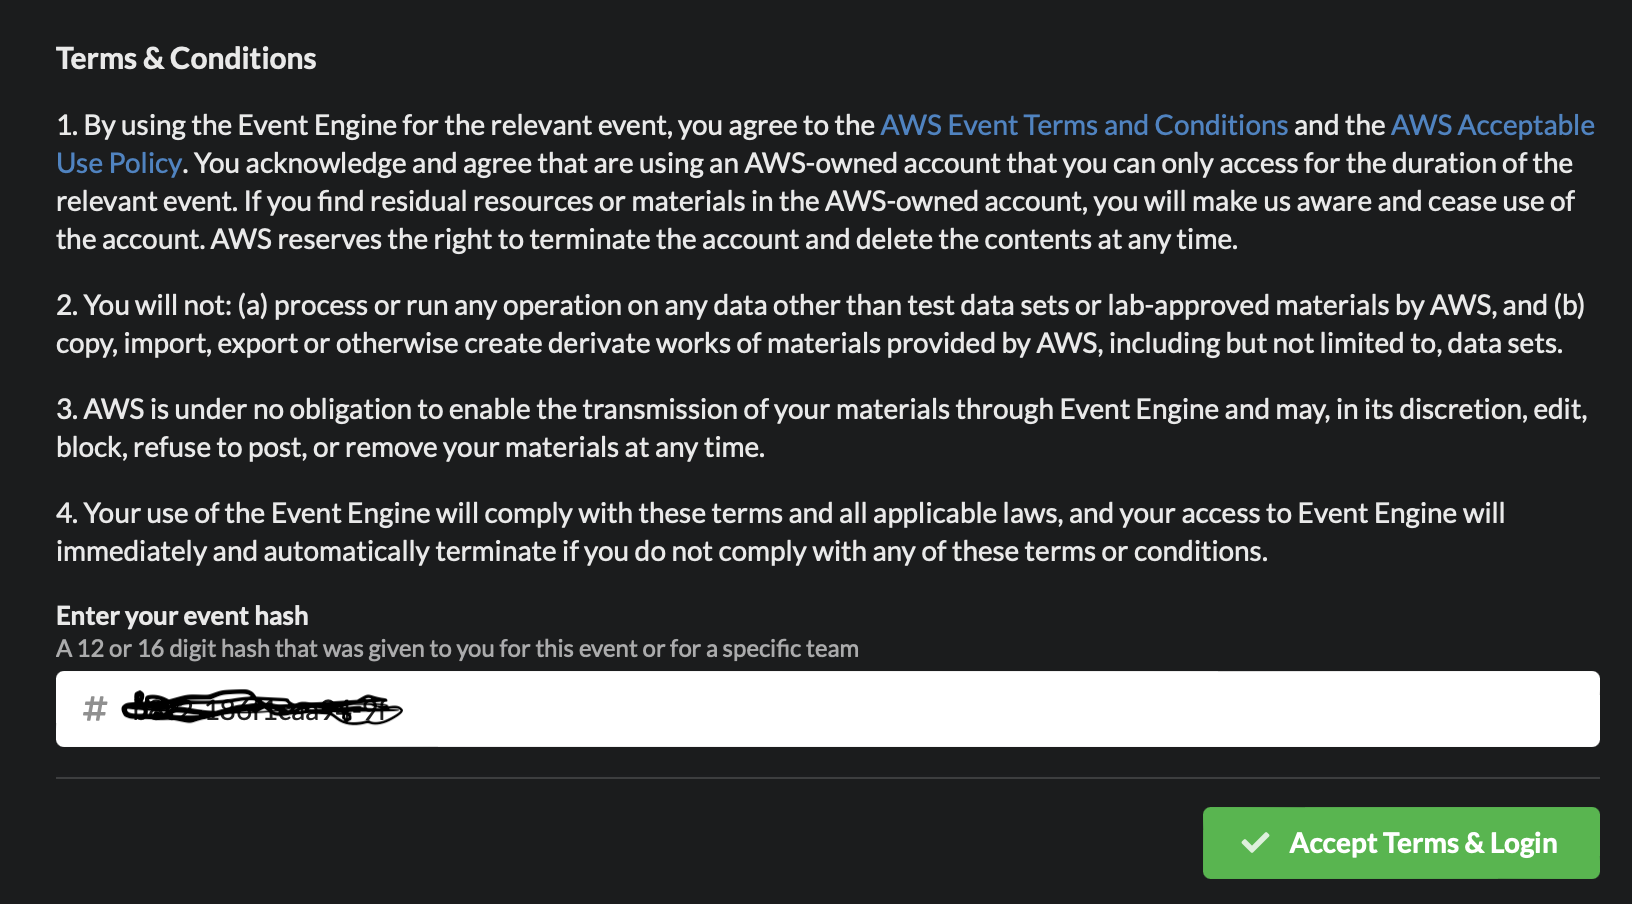 Terms & Conditions
1. By using the Event Engine for the relevant event, you agree to the AWS Event Terms and Conditions and the AWS Acceptable
Use Policy. You acknowledge and agree that are using an AWS-owned account that you can only access for the duration of the
relevant event. If you find residual resources or materials in the AWS-owned account, you will make us aware and cease use of
the account. AWS reserves the right to terminate the account and delete the contents at any time.
2. You will not: (a) process or run any operation on any data other than test data sets or lab-approved materials by AWS, and (b)
copy, import, export or otherwise create derivate works of materials provided by AWS, including but not limited to, data sets.
3. AWS is under no obligation to enable the transmission of your materials through Event Engine and may, in its discretion, edit,
block, refuse to post, or remove your materials at any time.
4. Your use of the Event Engine will comply with these terms and all applicable laws, and your access to Event Engine will
immediately and automatically terminate if you do not comply with any of these terms or conditions.
Enter your event hash
A 12 or 16 digit hash that was given to you for this event or for a specific team
#
Accept Terms & Login